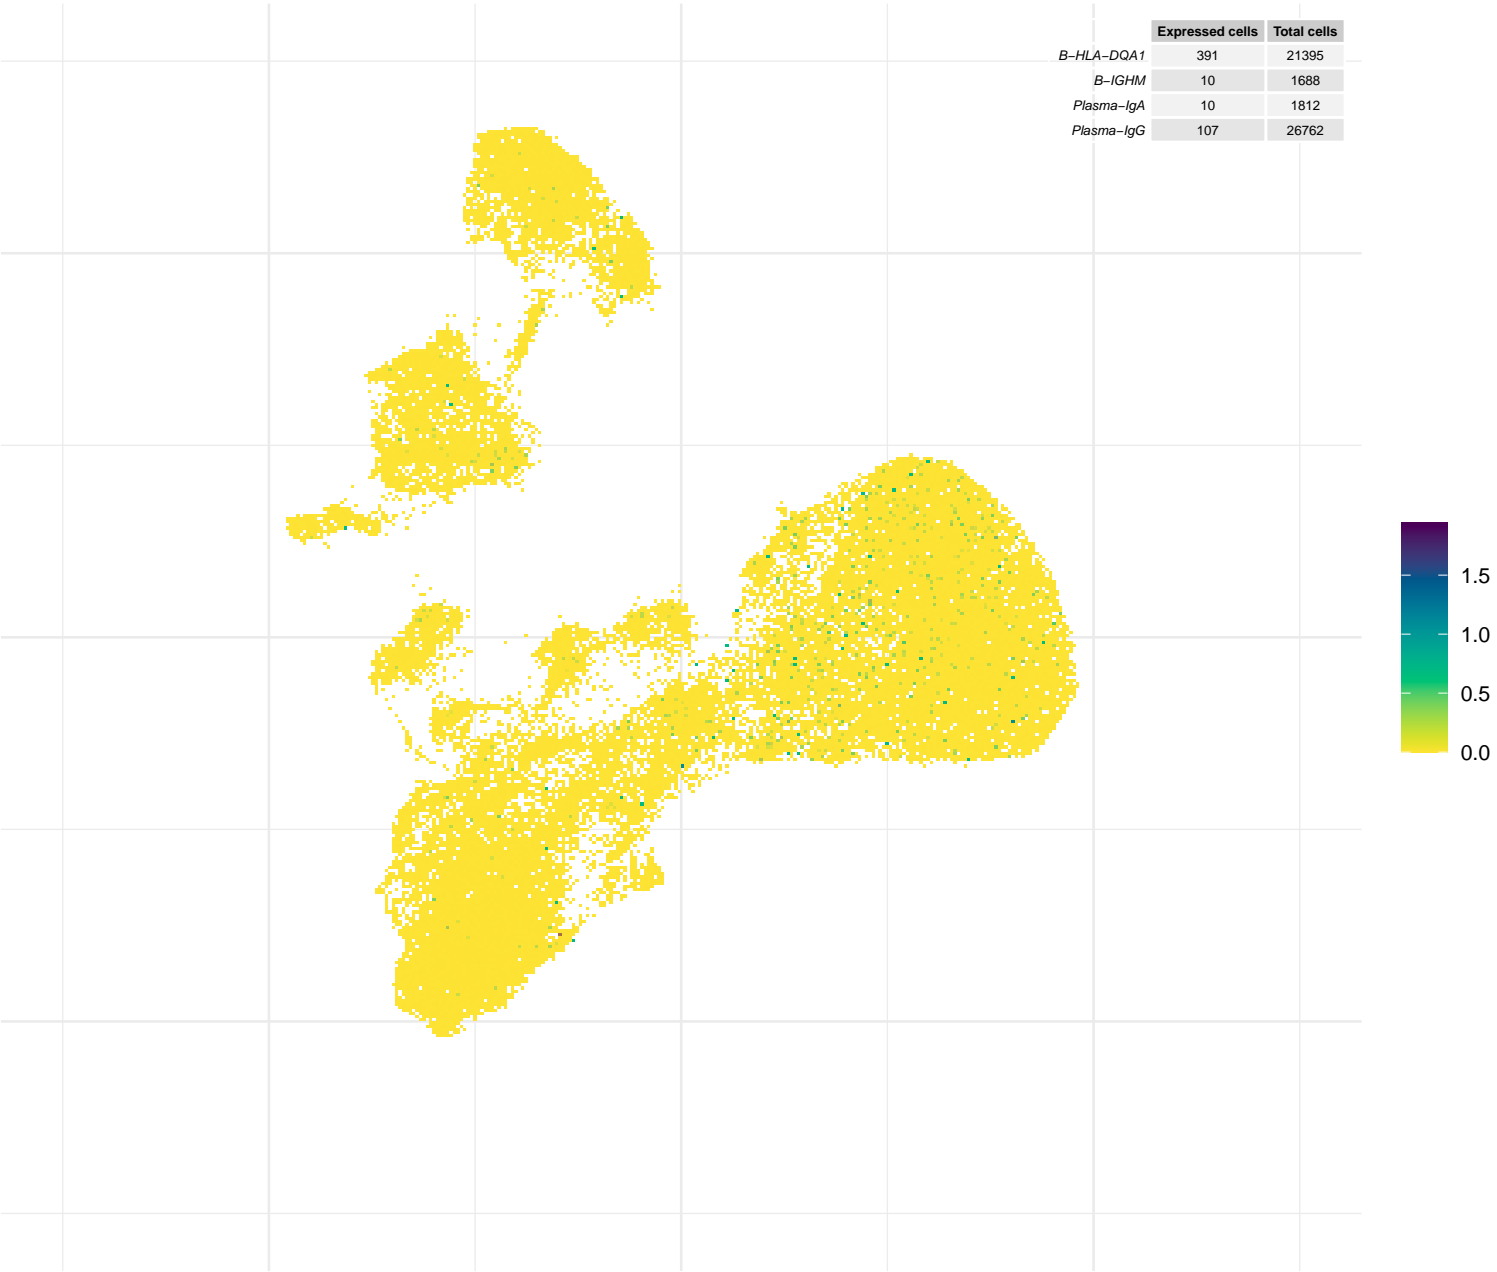 Expressed cells Total cells
B−HLA−DQA1 391 21395
B−IGHM 10 1688
Plasma−IgA 10 1812
Plasma−IgG 107 26762
1.5
1.0
0.5
0.0